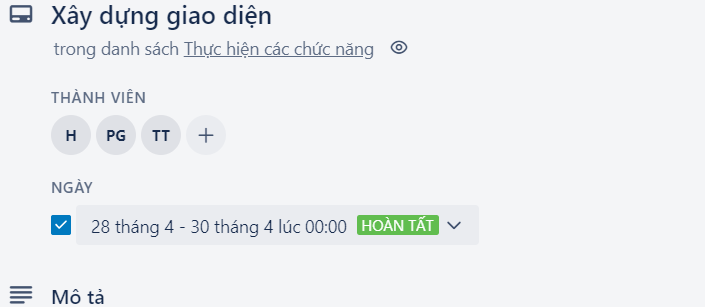 Xây dựng giao diện
trong danh sách Thực hiện các chức năng
THÀNH VIÊN
H PG TT
NGÀY
28 tháng 4 - 30 tháng 4 lúc 00:00 HOÀN TẤT
Mô tả